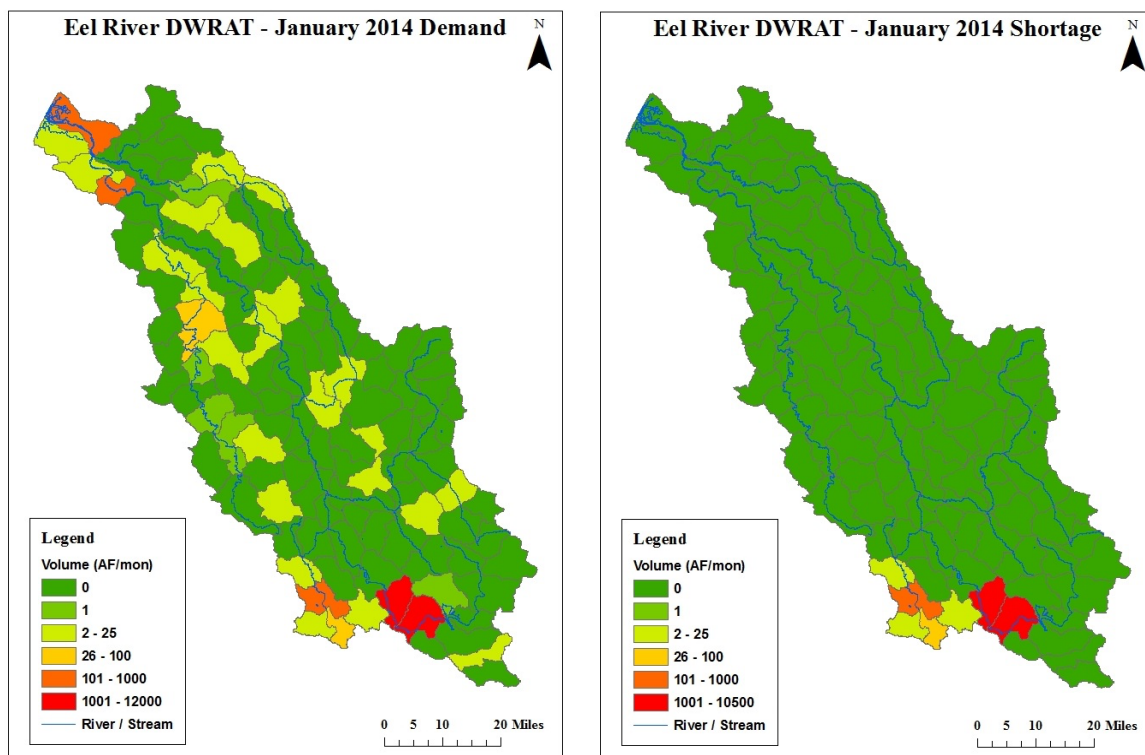 Eel River DWRAT - January 2014 Demand
N
Legend
Volume (AF/mon)
0
1
2 - 25
26 - 100
101 - 1000
1001 - 12000
River / Stream
0 5 10 20 Miles
Eel River DWRAT - January 2014 Shortage
N
Legend
Volume (AF/mon)
0
1
2 - 25
26 - 100
101 - 1000
1001 - 10500
River / Stream
0 5 10 20 Miles